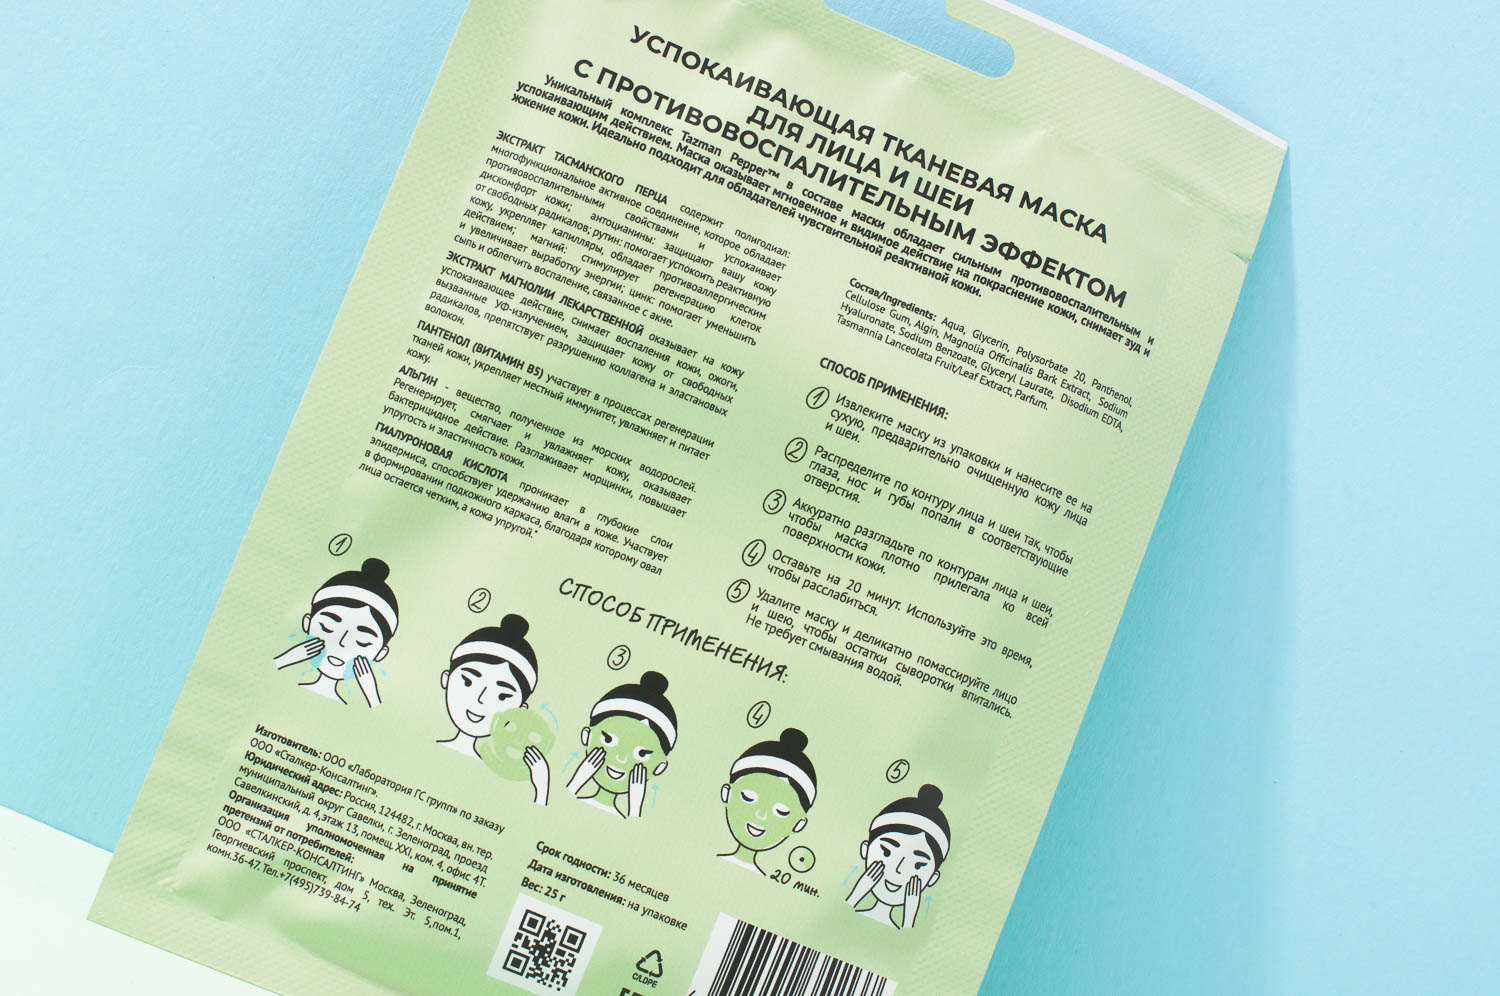 УСПОКАИВАЮЩАЯ ТКАНЕВАЯ МАСКА
ДЛЯ ЛИЦА И ШЕИ
С ПРОТИВОВОСПАЛИТЕЛЬНЫМ ЭФФЕКТОМ
Уникальный комплекс Tazman Pepper™ в составе маски обладает сильным противовоспалительным и
успокаивающим действием. Маска оказывает мгновенное и видимое действие на покраснение кожи, снимает зуд и
жжение кожи. Идеально подходит для обладателей чувствительной реактивной кожи.
ЭКСТРАКТ ТАСМАНСКОГО ПЕРЦА содержит полигодиал:
многофункциональное активное соединение, которое обладает
противовоспалительными свойствами и успокаивает
дискомфорт кожи; антоцианины: защищают вашу кожу
от свободных радикалов; рутин: помогает успокоить реактивную
кожу, укрепляет капилляры, обладает противоаллергическим
действием; магний: стимулирует регенерацию клеток
и увеличивает выработку энергии; цинк: помогает уменьшить
сыпь и облегчить воспаление, связанное с акне.
ЭКСТРАКТ МАГНОЛИИ ЛЕКАРСТВЕННОЙ оказывает на кожу
успокаивающее действие, снимает воспаления кожи, ожоги,
вызванные УФ-излучением, защищает кожу от свободных
радикалов, препятствует разрушению коллагена и эластановых
волокон.
ПАНТЕНОЛ (ВИТАМИН В5) участвует в процессах регенерации
тканей кожи, укрепляет местный иммунитет, увлажняет и питает
кожу.
АЛЬГИН - вещество, полученное из морских водорослей.
Регенерирует, смягчает и увлажняет кожу, оказывает
бактерицидное действие. Разглаживает морщинки, повышает
упругость и эластичность кожи.
ГИАЛУРОНОВАЯ КИСЛОТА проникает в глубокие слои
эпидермиса, способствует удержанию влаги в коже. Участвует
в формировании подкожного каркаса, благодаря которому овал
лица остается четким, а кожа упругой."
Состав/Ingredients: Aqua, Glycerin, Polysorbate 20, Panthenol,
Cellulose Gum, Algin, Magnolia Officinalis Bark Extract, Sodium
Hyaluronate, Sodium Benzoate, Glyceryl Laurate, Disodium EDTA,
Tasmannia Lanceolata Fruit/Leaf Extract, Parfum.
СПОСОБ ПРИМЕНЕНИЯ:
1 Извлеките маску из упаковки и нанесите ее на
сухую, предварительно очищенную кожу лица
и шеи.
2 Распределите по контуру лица и шеи так, чтобы
глаза, нос и губы попали в соответствующие
отверстия.
3 Аккуратно разгладьте по контурам лица и шеи,
чтобы маска плотно прилегала ко всей
поверхности кожи.
4 Оставьте на 20 минут. Используйте это время,
чтобы расслабиться.
5 Удалите маску и деликатно помассируйте лицо
и шею, чтобы остатки сыворотки впитались.
Не требует смывания водой.
СПОСОБ ПРИМЕНЕНИЯ:
1
2
3
4
5
20 мин.
Изготовитель: ООО «Лаборатория ГС групп» по заказу
ООО «Сталкер-Консалтинг».
Юридический адрес: Россия, 124482, г. Москва, вн. тер.
муниципальный округ Савелки, г. Зеленоград, проезд
Савелкинский, д. 4,этаж 13, помещ. XXI, ком. 4, офис 4Т.
Организация уполномоченная на принятие
претензий от потребителей:
ООО «СТАЛКЕР-КОНСАЛТИНГ» Москва, Зеленоград,
Георгиевский проспект, дом 5, тех. Эт. 5,пом.1,
комн.36-47. Тел.+7(495)739-84-74
Срок годности: 36 месяцев
Дата изготовления: на упаковке
Вес: 25 г
C/LDPE